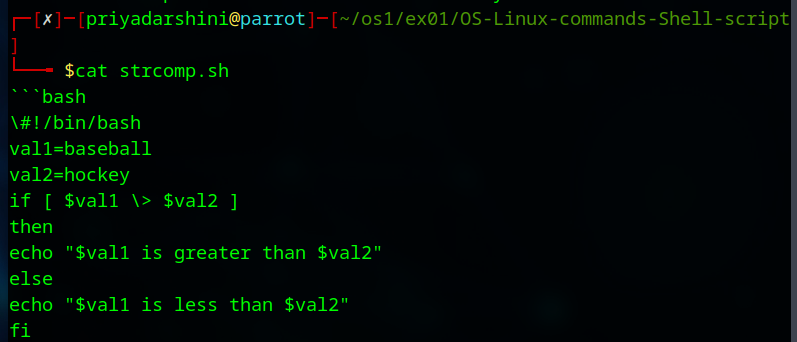 ┌─[✗]─[priyadarshini@parrot]─[~/os1/ex01/OS-Linux-commands-Shell-script
]
└──╼ $cat strcomp.sh
```bash
\#!/bin/bash
val1=baseball
val2=hockey
if [ $val1 \> $val2 ]
then
echo "$val1 is greater than $val2"
else
echo "$val1 is less than $val2"
fi